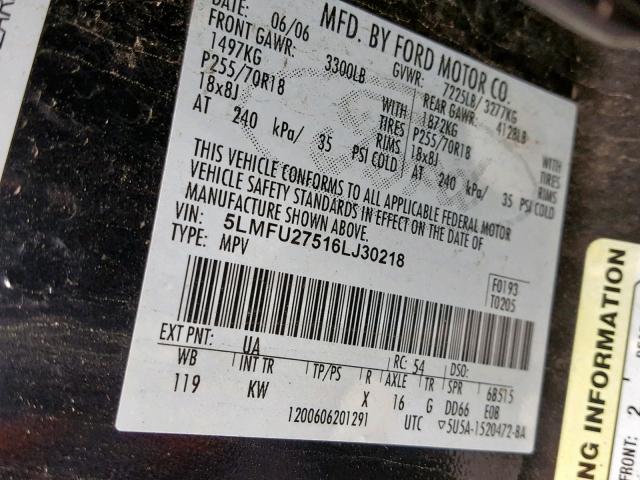 MFD. BY FORD MOTOR CO.
DATE: 06/06 GVWR: 7225LB/3277KG
FRONT GAWR: 3300LB REAR GAWR: 4128LB
1497KG WITH 1872KG WITH
P255/70R18 TIRES P255/70R18 TIRES
18x8J RIMS 18x8J RIMS
AT 240 kPa/ 35 PSI COLD AT 240 kPa/ 35 PSI COLD
THIS VEHICLE CONFORMS TO ALL APPLICABLE FEDERAL MOTOR
VEHICLE SAFETY STANDARDS IN EFFECT ON THE DATE OF
MANUFACTURE SHOWN ABOVE.
VIN: 5LMFU27516LJ30218
TYPE: MPV
F0193
T0205
EXT PNT: UA RC: 54 DSO:
WB INT TR TP/PS R AXLE TR SPR 6B515
119 KW X 16 G DD66 E08
1200606201291 UTC ▽5USA-1520472-BA
NG INFORMATION
FRONT: 2